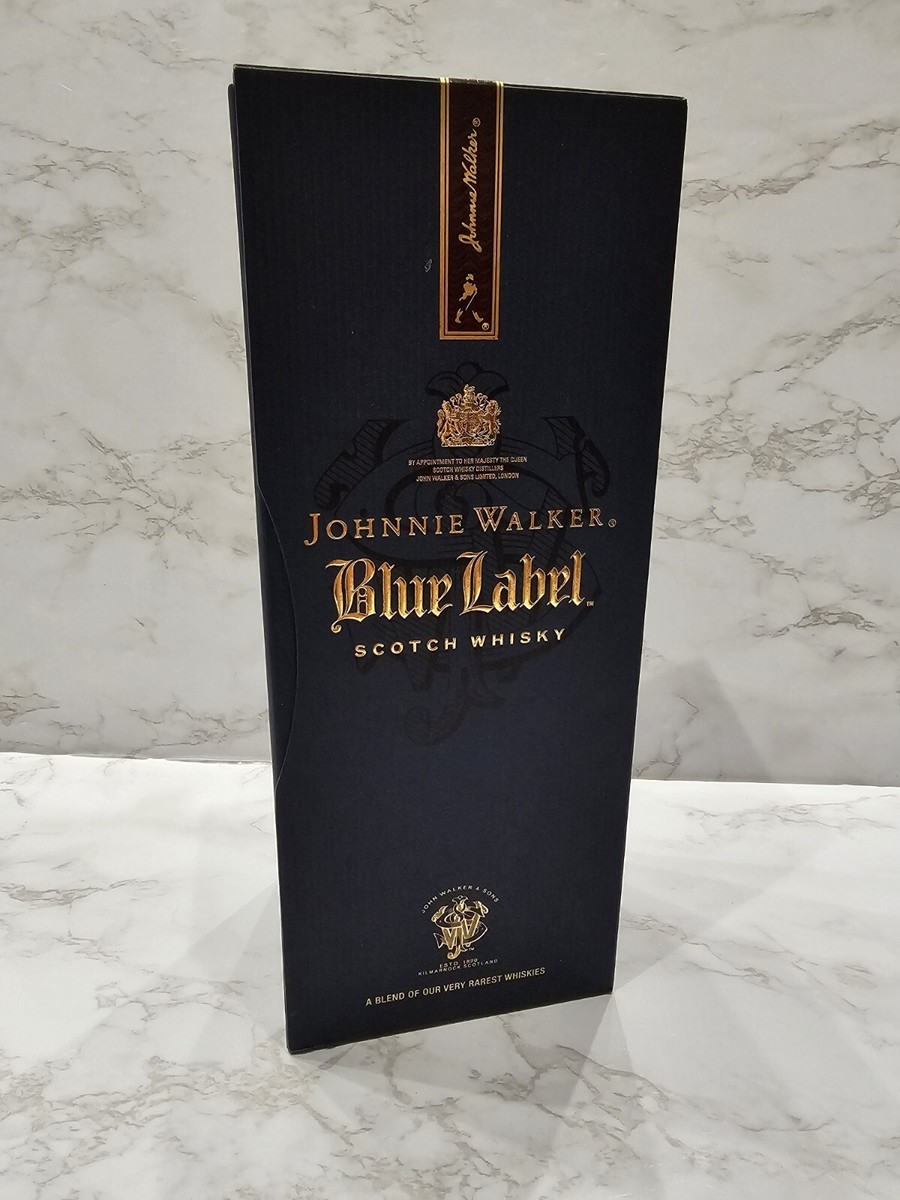 Johnnie Walker®
®
BY APPOINTMENT TO HER MAJESTY THE QUEEN
SCOTCH WHISKY DISTILLERS
JOHN WALKER & SONS LIMITED, LONDON
JOHNNIE WALKER®
Blue Label™
SCOTCH WHISKY
JOHN WALKER & SONS
JW™
ESTD 1820
KILMARNOCK SCOTLAND
A BLEND OF OUR VERY RAREST WHISKIES